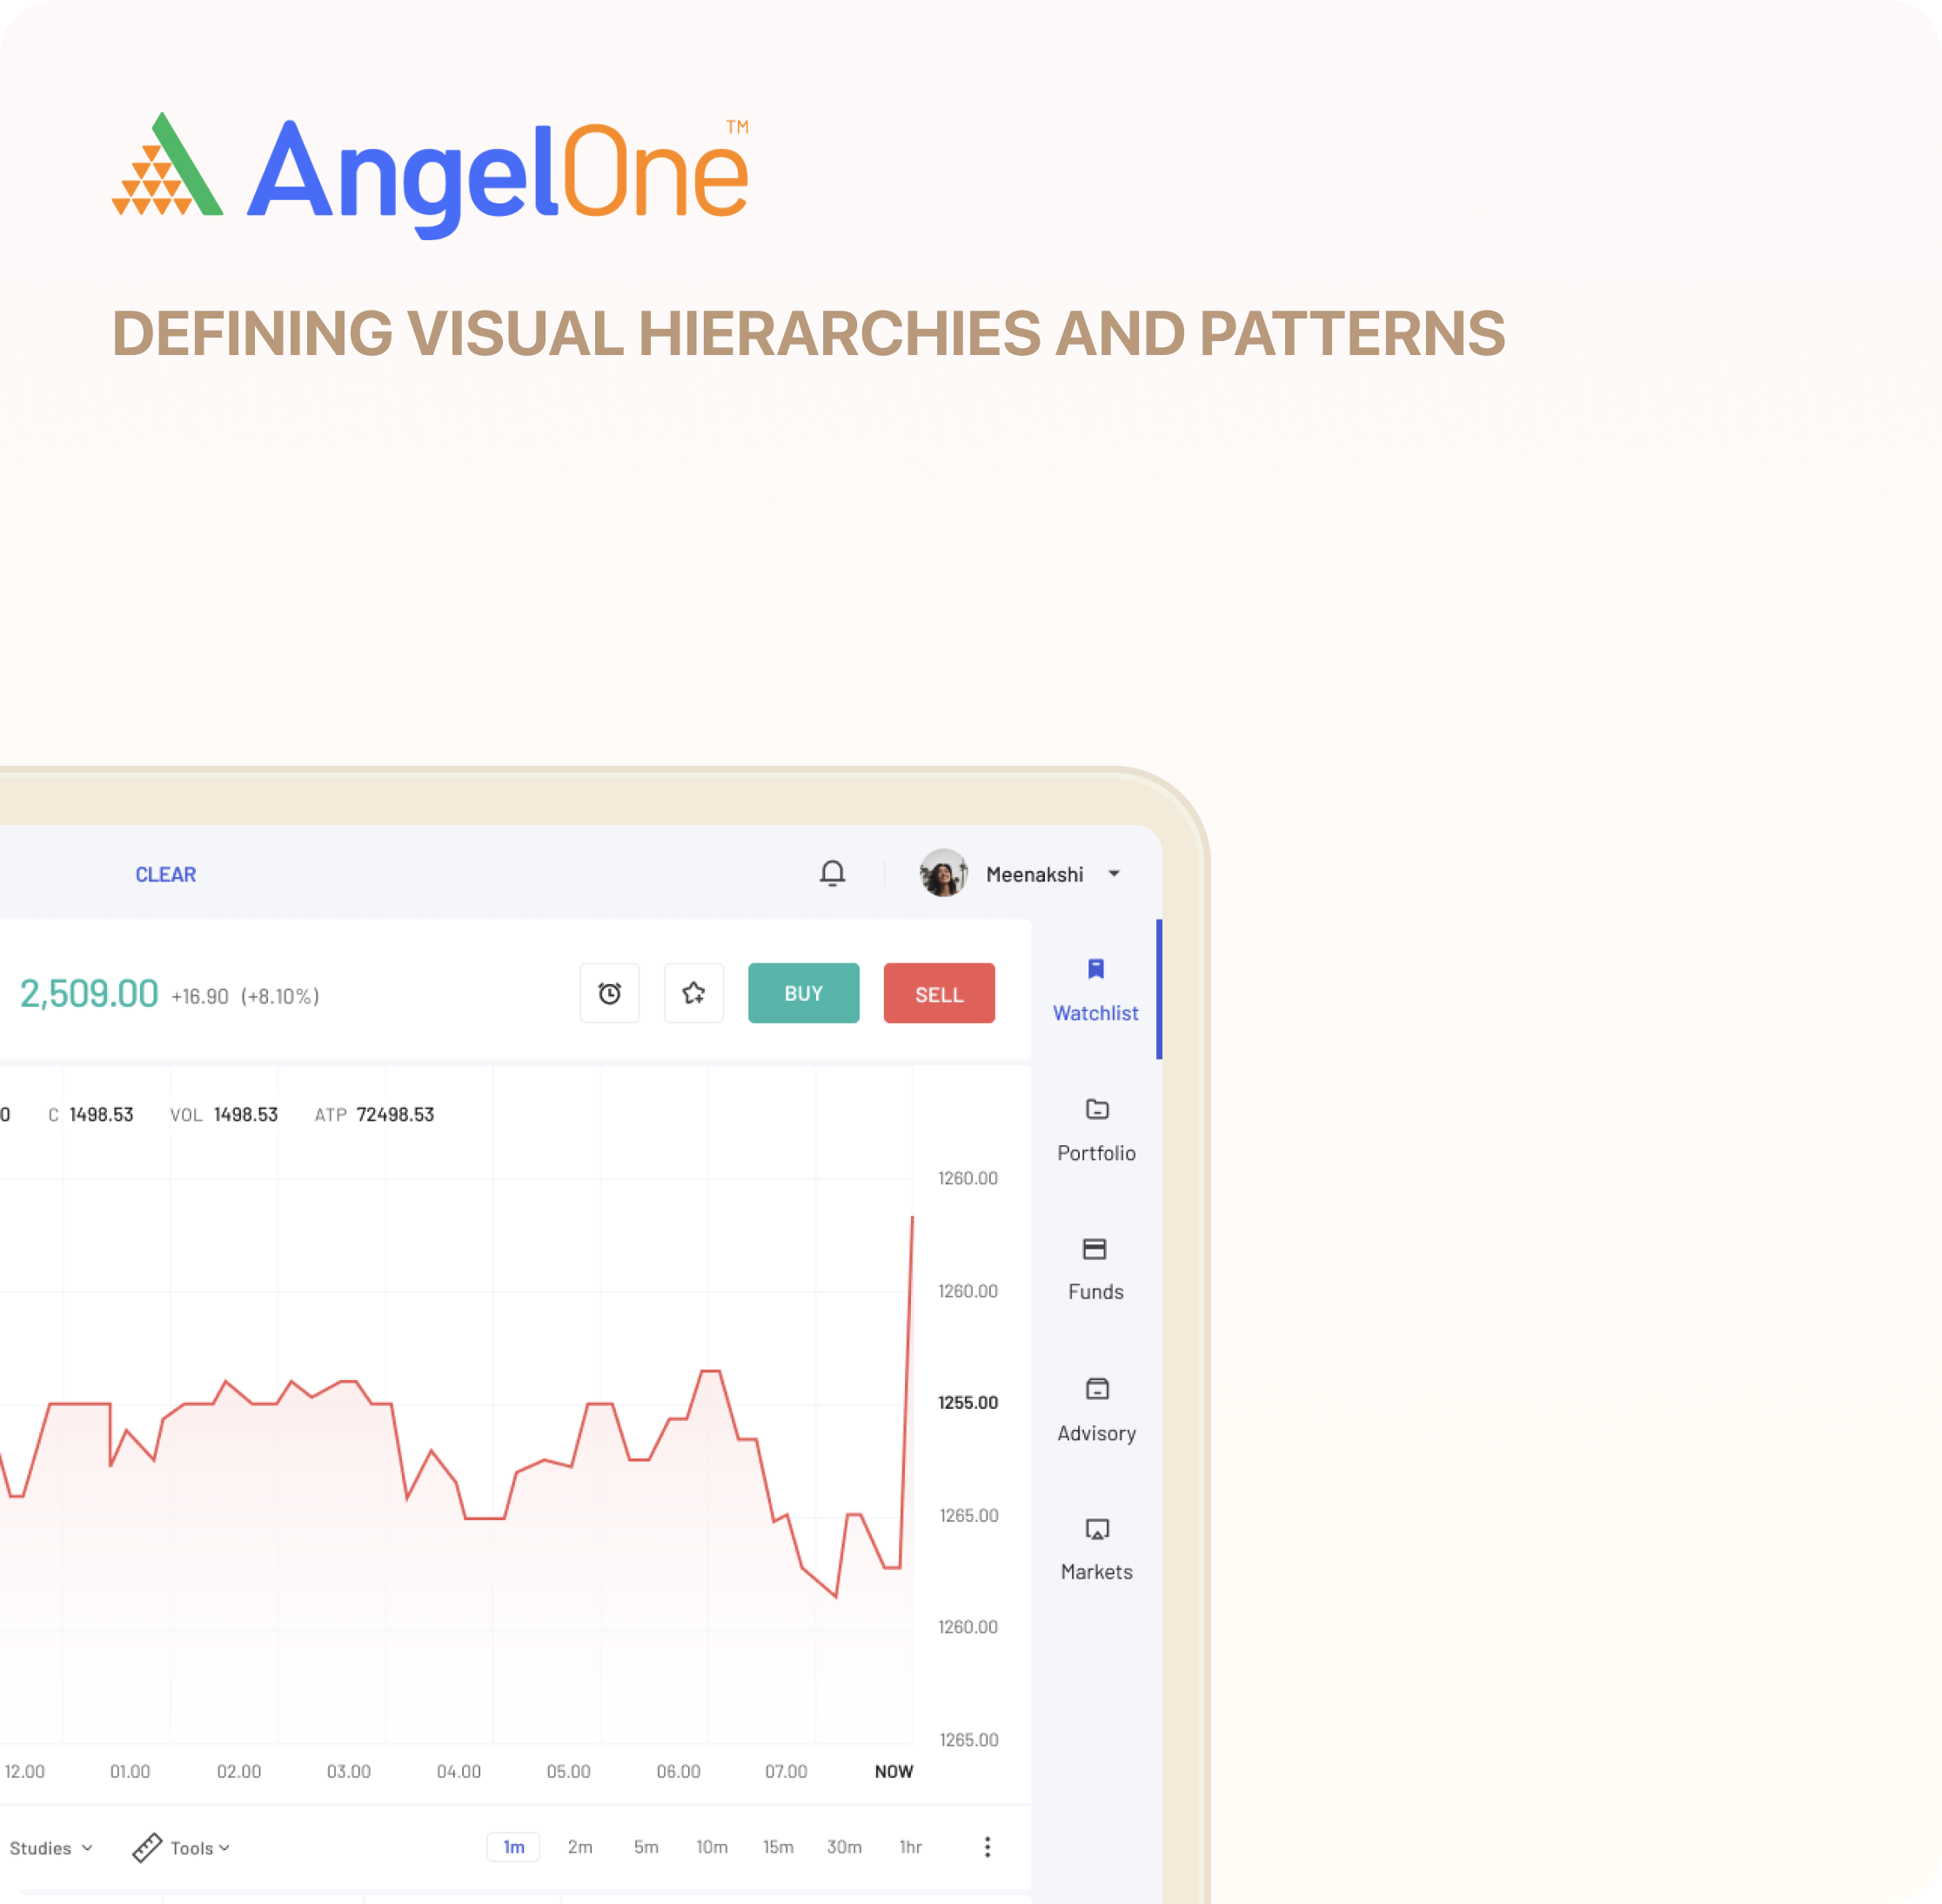 AngelOne™
DEFINING VISUAL HIERARCHIES AND PATTERNS
CLEAR
Meenakshi
2,509.00 +16.90 (+8.10%)
BUY
SELL
Watchlist
0 C 1498.53 VOL 1498.53 ATP 72498.53
Portfolio
1260.00
Funds
1260.00
1255.00
Advisory
1265.00
Markets
1260.00
1265.00
12.00 01.00 02.00 03.00 04.00 05.00 06.00 07.00 NOW
Studies Tools 1m 2m 5m 10m 15m 30m 1hr